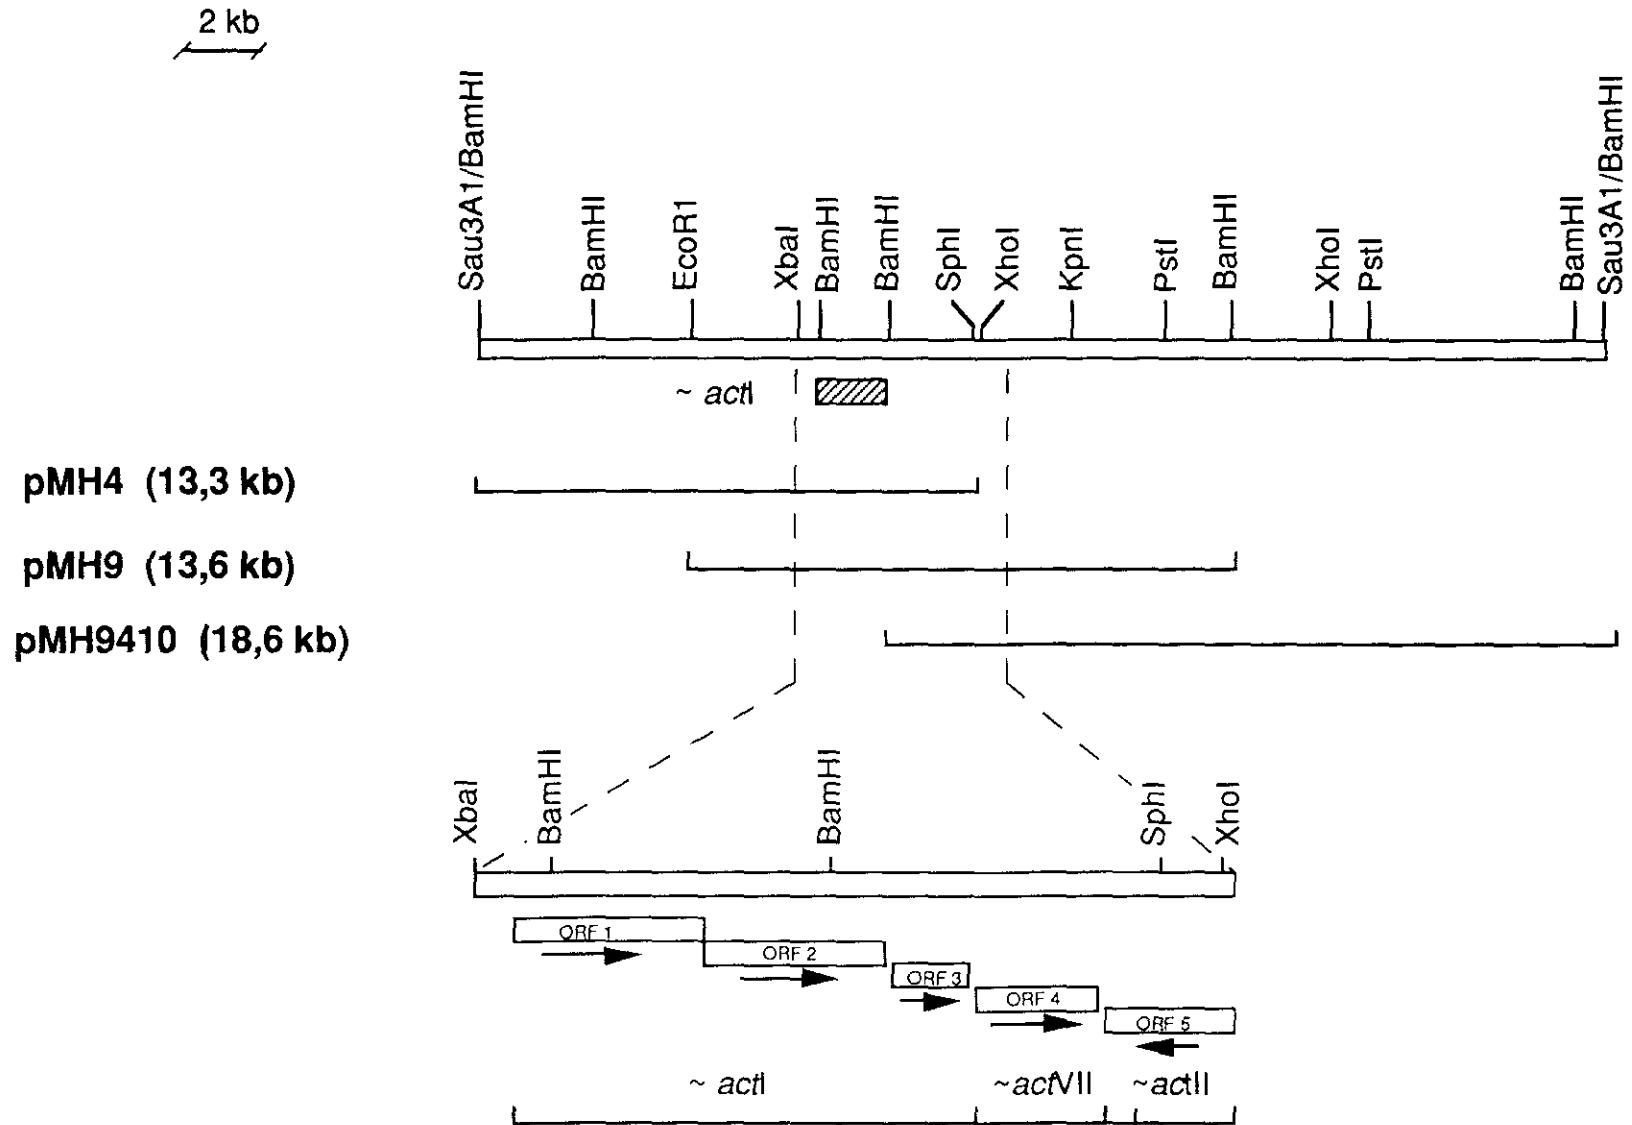 2 kb
Sau3A1/BamHI
BamHI
EcoR1
XbaI
BamHI
BamHI
SphI
XhoI
KpnI
PstI
BamHI
XhoI
PstI
BamHI
Sau3A1/BamHI
~ actI
pMH4 (13,3 kb)
pMH9 (13,6 kb)
pMH9410 (18,6 kb)
XbaI
BamHI
BamHI
SphI
XhoI
ORF 1
ORF 2
ORF 3
ORF 4
ORF 5
~ actI
~actVII
~actII